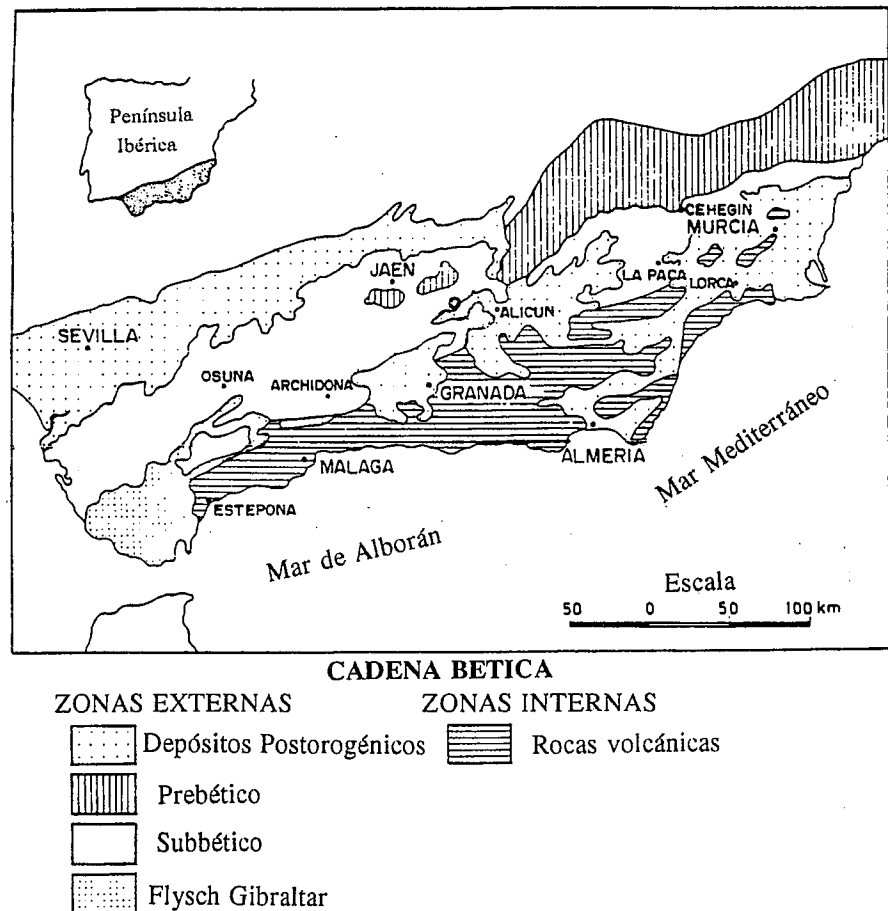 Península
Ibérica
CEHEGIN
MURCIA
JAEN
LA PACA
LORCA
ALICUN
SEVILLA
OSUNA
ARCHIDONA
GRANADA
MALAGA
ALMERIA
ESTEPONA
Mar Mediterráneo
Mar de Alborán
Escala
50 0 50 100 km
CADENA BETICA
ZONAS EXTERNAS ZONAS INTERNAS
Depósitos Postorogénicos Rocas volcánicas
Prebético
Subbético
Flysch Gibraltar